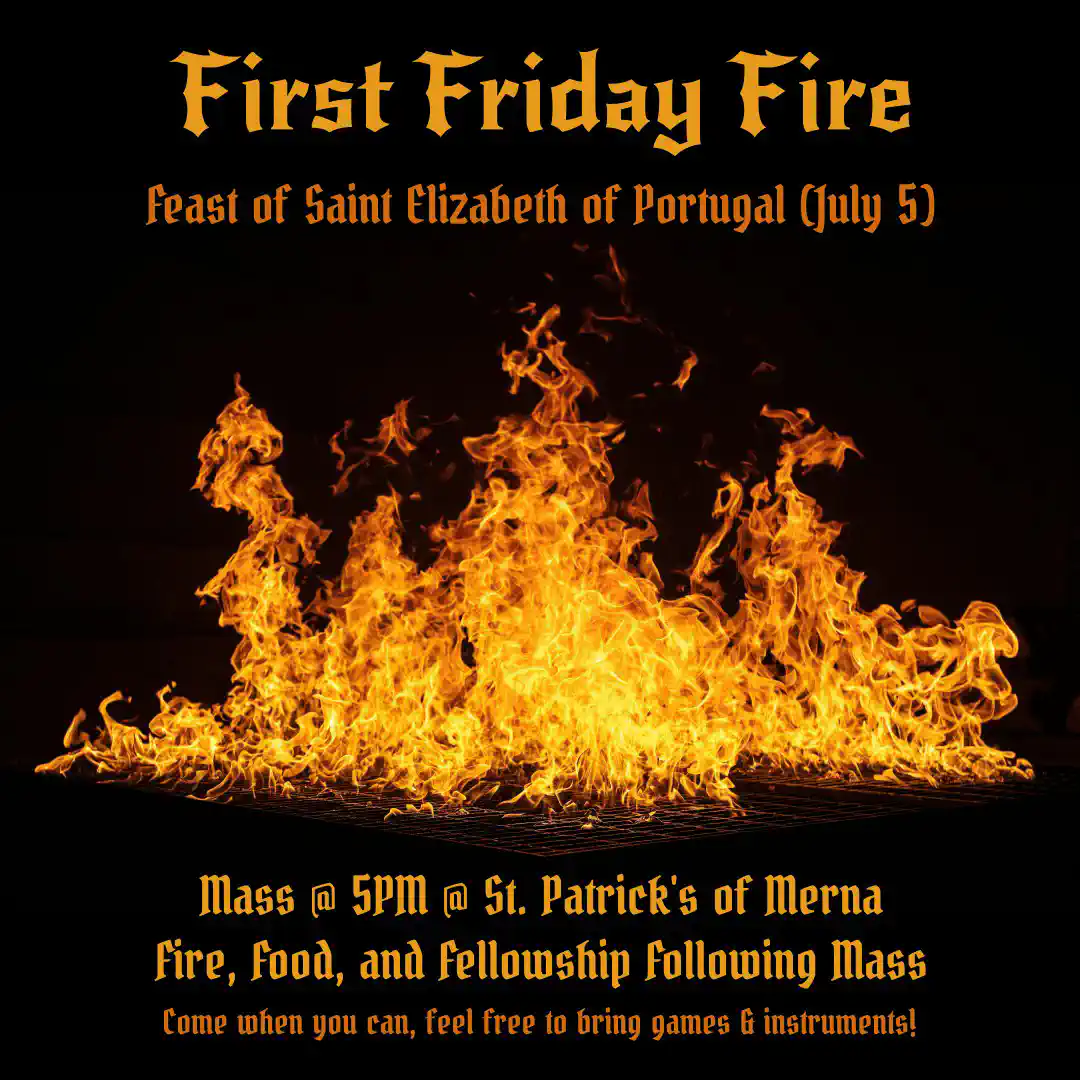 First Friday Fire
Feast of Saint Elizabeth of Portugal (July 5)
Mass @ 5PM @ St. Patrick's of Merna
Fire, Food, and Fellowship Following Mass
Come when you can, feel free to bring games & instruments!